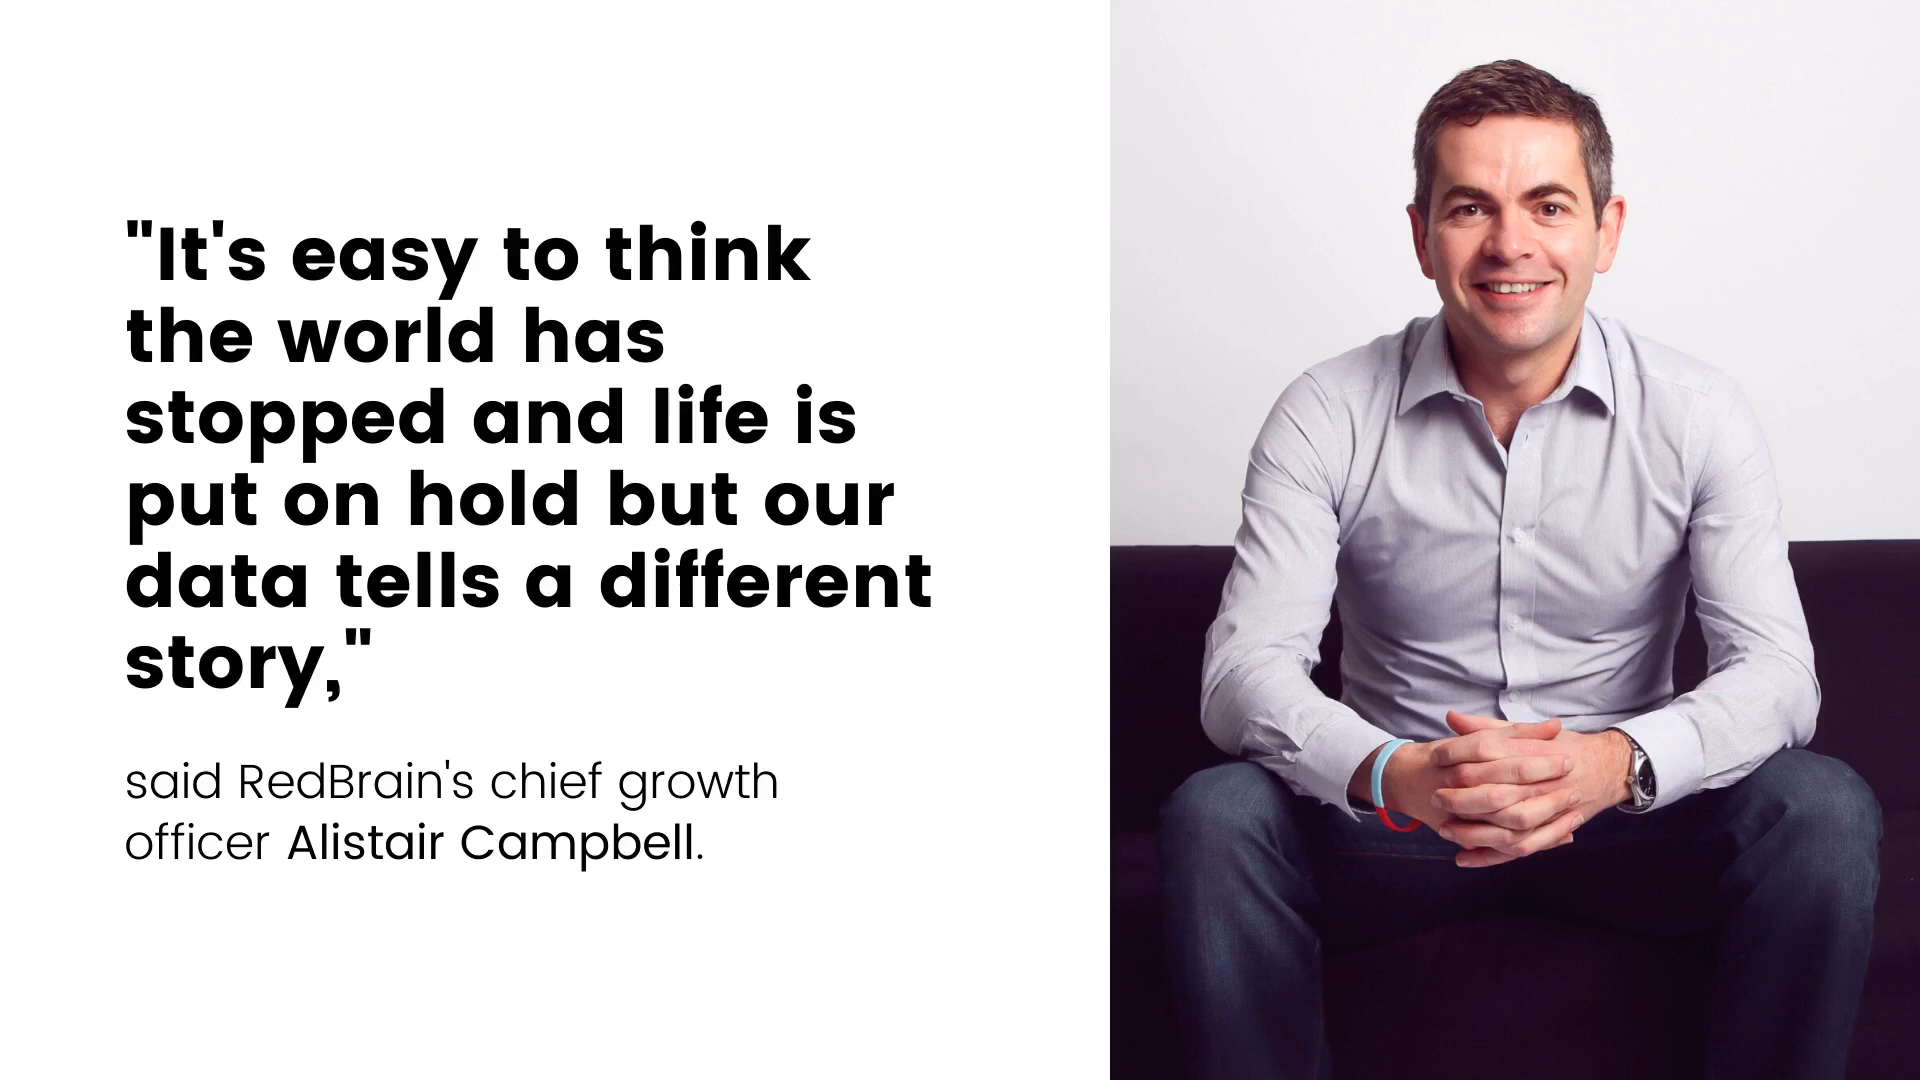 "It's easy to think
the world has
stopped and life is
put on hold but our
data tells a different
story,"
said RedBrain's chief growth
officer Alistair Campbell.